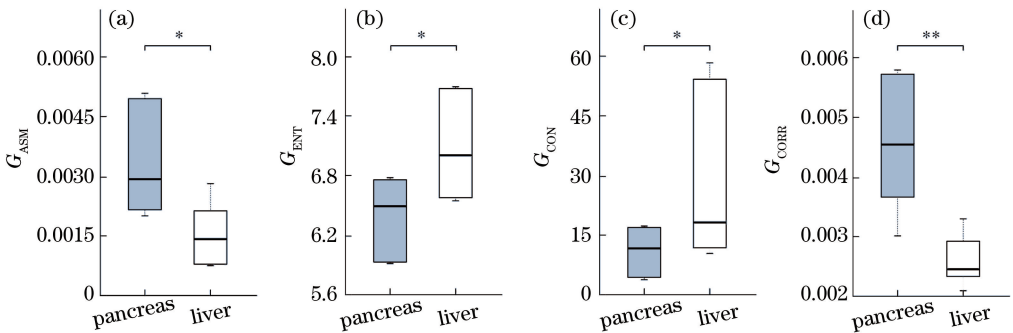 (a)
*
G_ASM
0.0060
0.0045
0.0030
0.0015
0
pancreas
liver
(b)
*
G_ENT
8.0
7.4
6.8
6.2
5.6
pancreas
liver
(c)
*
G_CON
60
45
30
15
0
pancreas
liver
(d)
**
G_CORR
0.006
0.005
0.004
0.003
0.002
pancreas
liver